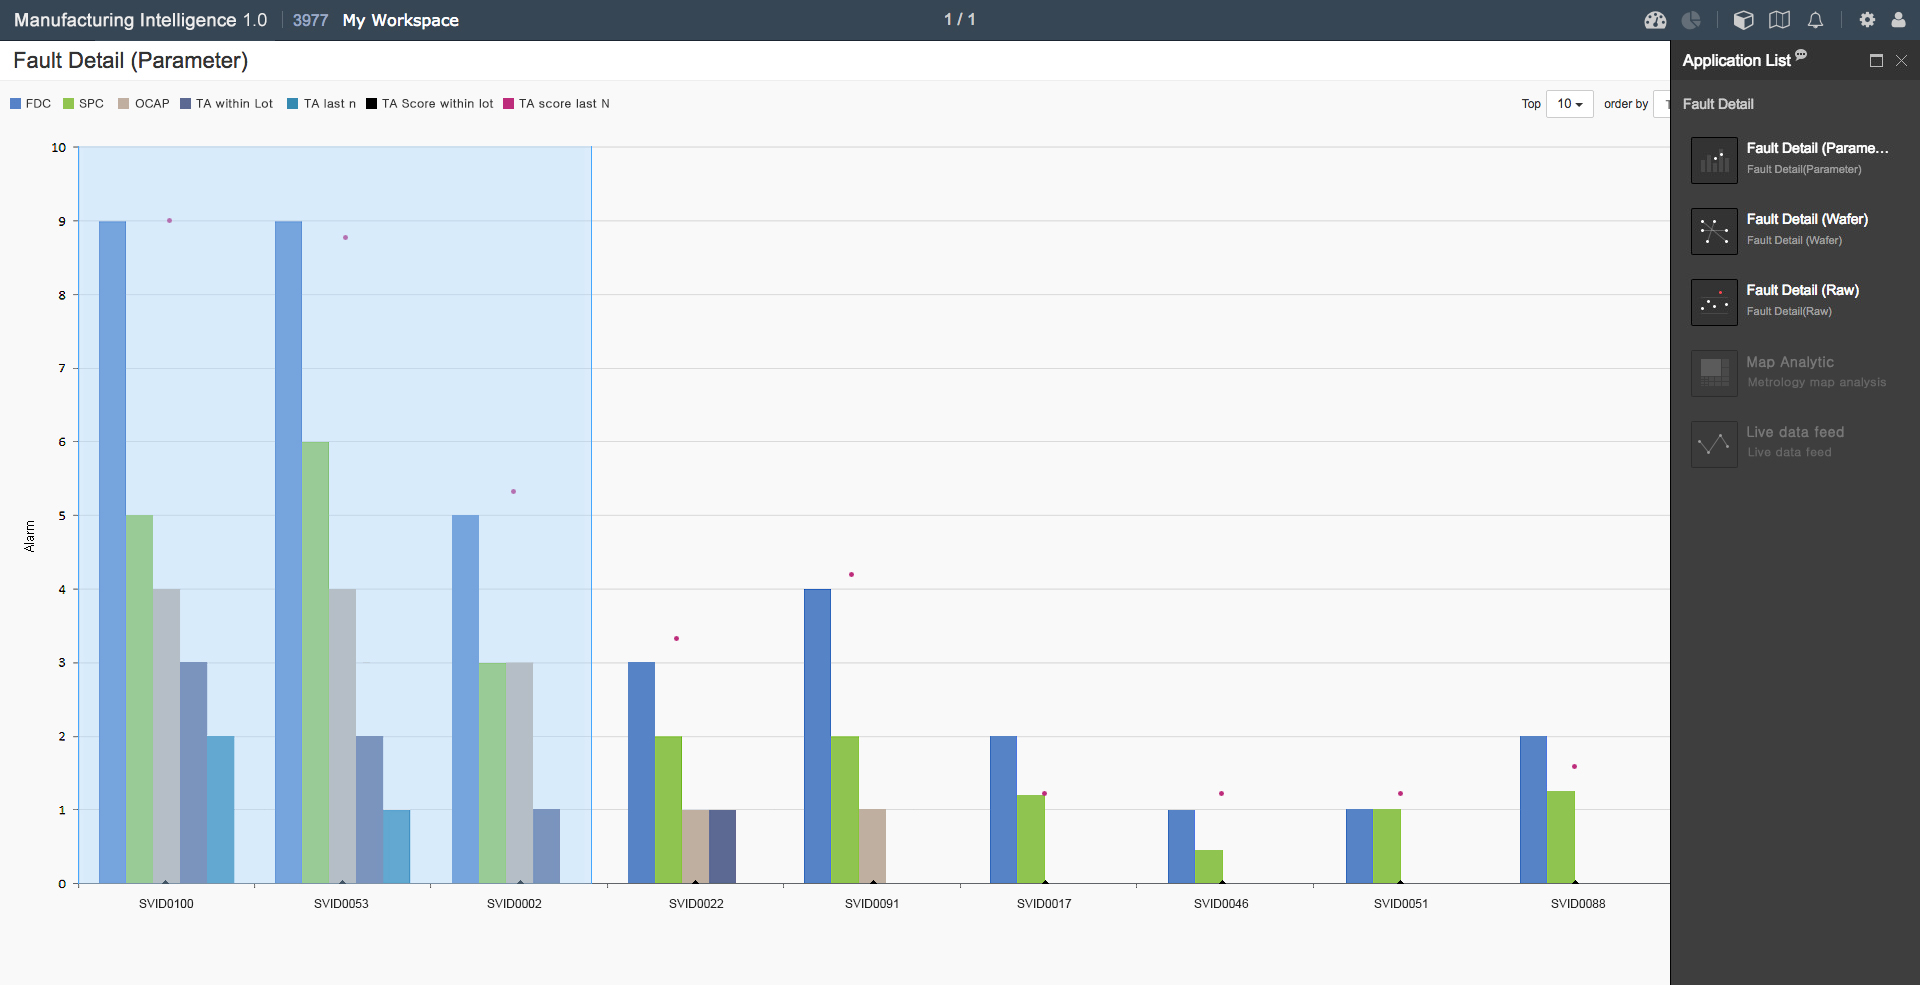 Manufacturing Intelligence 1.0 3977 My Workspace 1 / 1
Fault Detail (Parameter)
FDC SPC OCAP TA within Lot TA last n TA Score within lot TA score last N
Top 10 order by
10
9
8
7
6
5
4
3
2
1
0
Alarm
SVID0100 SVID0053 SVID0002 SVID0022 SVID0091 SVID0017 SVID0046 SVID0051 SVID0088
Application List
Fault Detail
Fault Detail (Parame...
Fault Detail(Parameter)
Fault Detail (Wafer)
Fault Detail (Wafer)
Fault Detail (Raw)
Fault Detail(Raw)
Map Analytic
Metrology map analysis
Live data feed
Live data feed